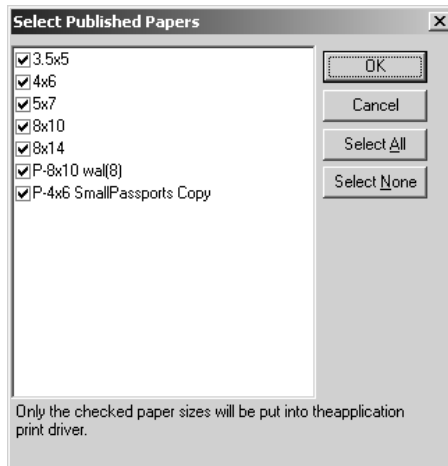 Select Published Papers
3.5x5
4x6
5x7
8x10
8x14
P-8x10 wal(8)
P-4x6 SmallPassports Copy
OK
Cancel
Select All
Select None
Only the checked paper sizes will be put into theapplication
print driver.